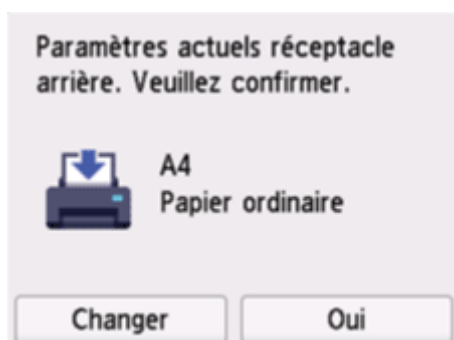 Paramètres actuels réceptacle
arrière. Veuillez confirmer.
A4
Papier ordinaire
Changer
Oui